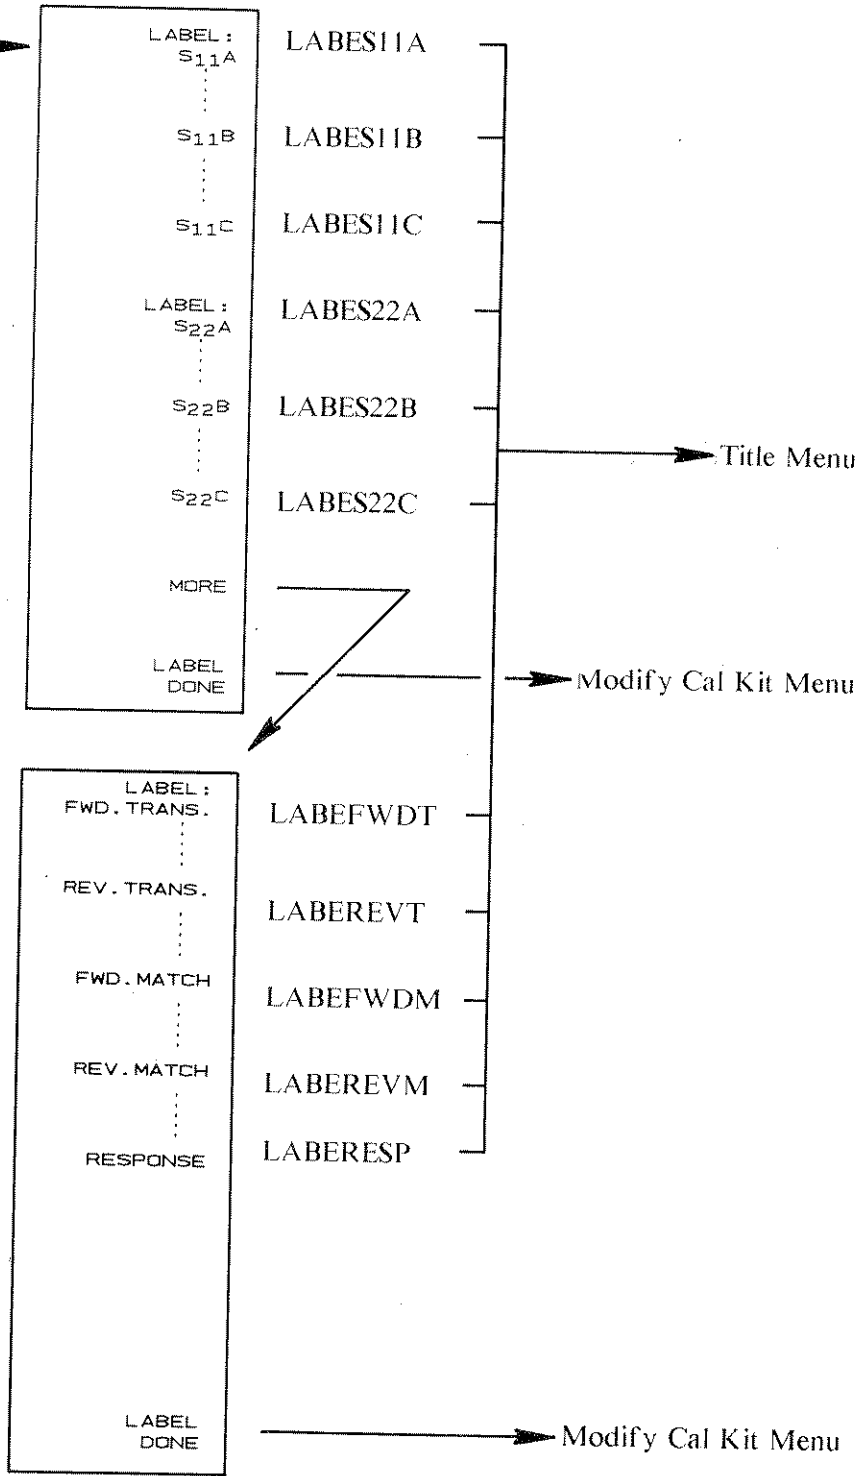 LABEL:
S11A LABES11A
S11B LABES11B
S11C LABES11C
LABEL:
S22A LABES22A
S22B LABES22B
Title Menu
S22C LABES22C
MORE
LABEL
DONE Modify Cal Kit Menu
LABEL:
FWD.TRANS. LABEFWDT
REV.TRANS. LABEREVT
FWD.MATCH LABEFWDM
REV.MATCH LABEREVM
RESPONSE LABERESP
LABEL
DONE Modify Cal Kit Menu